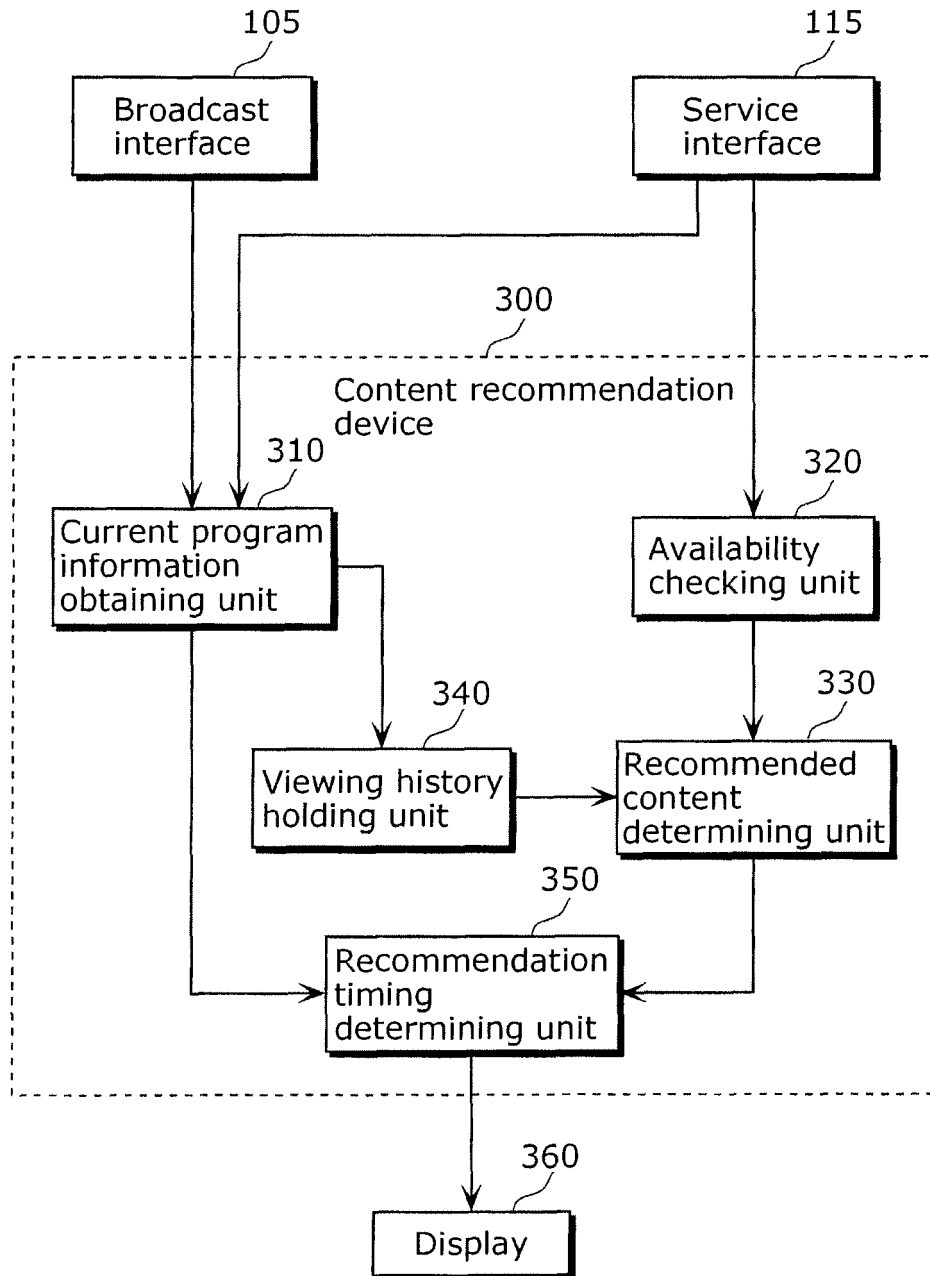 105
115
Broadcast
interface
Service
interface
300
Content recommendation
device
310
320
Current program
information
obtaining unit
Availability
checking unit
340
330
Viewing history
holding unit
Recommended
content
determining unit
350
Recommendation
timing
determining unit
360
Display